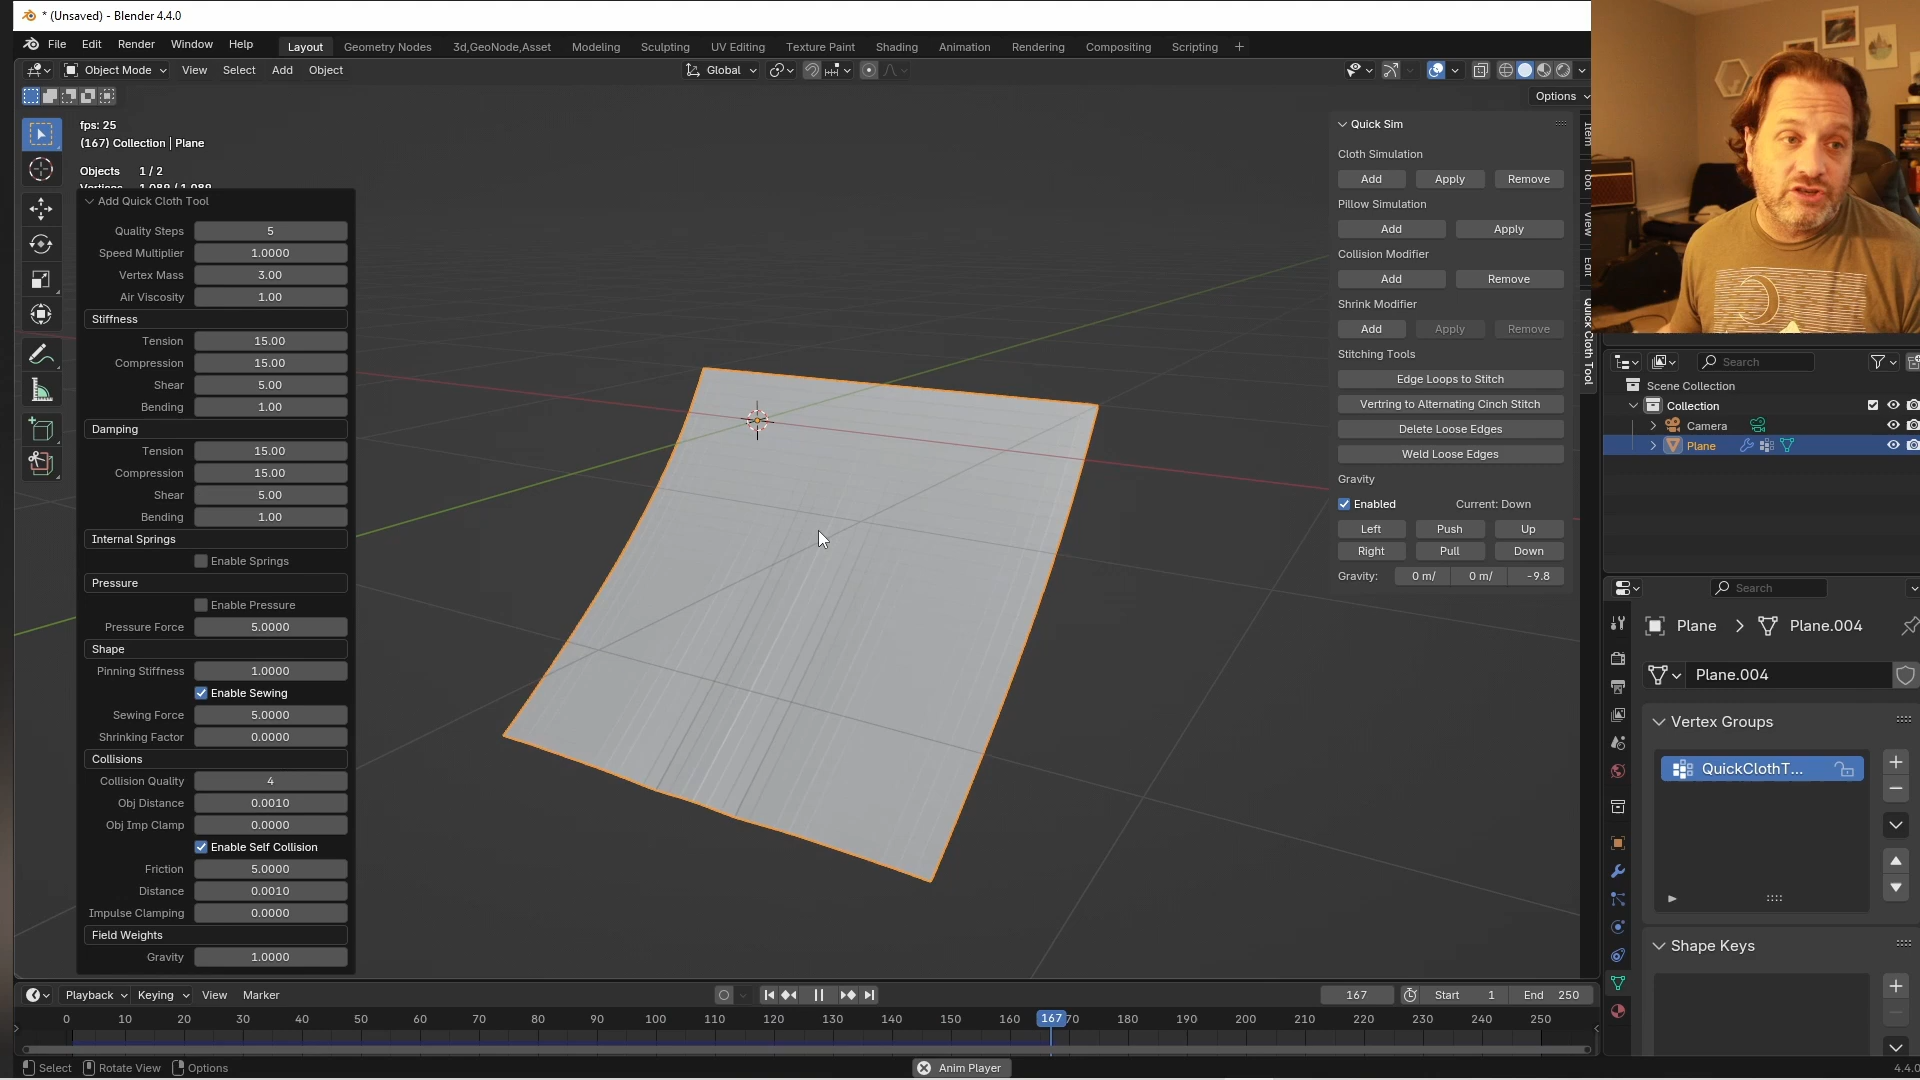 * (Unsaved) - Blender 4.4.0
File Edit Render Window Help Layout Geometry Nodes 3d,GeoNode,Asset Modeling Sculpting UV Editing Texture Paint Shading Animation Rendering Compositing Scripting +
Object Mode View Select Add Object Global
Options
fps: 25
(167) Collection | Plane
Objects 1 / 2
Vertices 1,089 / 1,089
Add Quick Cloth Tool
Quality Steps 5
Speed Multiplier 1.0000
Vertex Mass 3.00
Air Viscosity 1.00
Stiffness
Tension 15.00
Compression 15.00
Shear 5.00
Bending 1.00
Damping
Tension 15.00
Compression 15.00
Shear 5.00
Bending 1.00
Internal Springs
Enable Springs
Pressure
Enable Pressure
Pressure Force 5.0000
Shape
Pinning Stiffness 1.0000
Enable Sewing
Sewing Force 5.0000
Shrinking Factor 0.0000
Collisions
Collision Quality 4
Obj Distance 0.0010
Obj Imp Clamp 0.0000
Enable Self Collision
Friction 5.0000
Distance 0.0010
Impulse Clamping 0.0000
Field Weights
Gravity 1.0000
Quick Sim
Cloth Simulation
Add Apply Remove
Pillow Simulation
Add Apply
Collision Modifier
Add Remove
Shrink Modifier
Add Apply Remove
Stitching Tools
Edge Loops to Stitch
Vertring to Alternating Cinch Stitch
Delete Loose Edges
Weld Loose Edges
Gravity
Enabled Current: Down
Left Push Up
Right Pull Down
Gravity: 0 m/ 0 m/ -9.8
Item
Tool
View
Edit
Quick Cloth Tool
Search
Scene Collection
Collection
Camera
Plane
Search
Plane > Plane.004
Plane.004
Vertex Groups
QuickClothT...
Shape Keys
Playback Keying View Marker 167 Start 1 End 250
0 10 20 30 40 50 60 70 80 90 100 110 120 130 140 150 160 167 70 180 190 200 210 220 230 240 250
Select Rotate View Options Anim Player 4.4.0